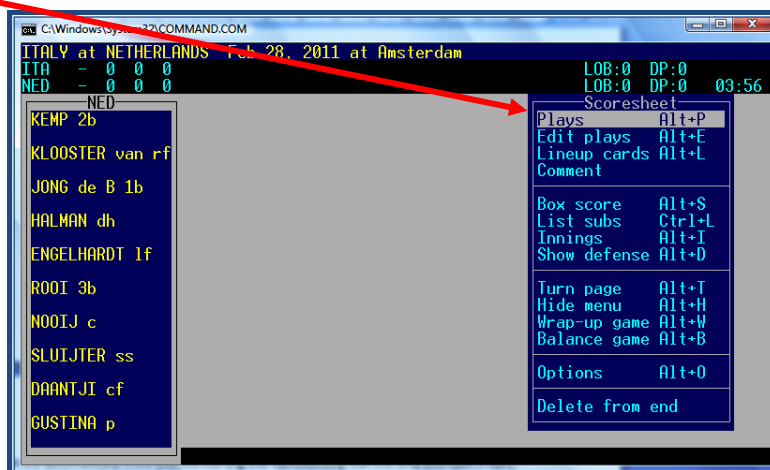 C:\Windows\System32\COMMAND.COM
ITALY at NETHERLANDS Feb 28, 2011 at Amsterdam
ITA - 0 0 0 LOB:0 DP:0
NED - 0 0 0 LOB:0 DP:0 03:56
NED
KEMP 2b
KLOOSTER van rf
JONG de B 1b
HALMAN dh
ENGELHARDT lf
ROOI 3b
NOOIJ c
SLUIJTER ss
DAANTJI cf
GUSTINA p
Scoresheet
Plays Alt+P
Edit plays Alt+E
Lineup cards Alt+L
Comment
Box score Alt+S
List subs Ctrl+L
Innings Alt+I
Show defense Alt+D
Turn page Alt+T
Hide menu Alt+H
Wrap-up game Alt+W
Balance game Alt+B
Options Alt+O
Delete from end